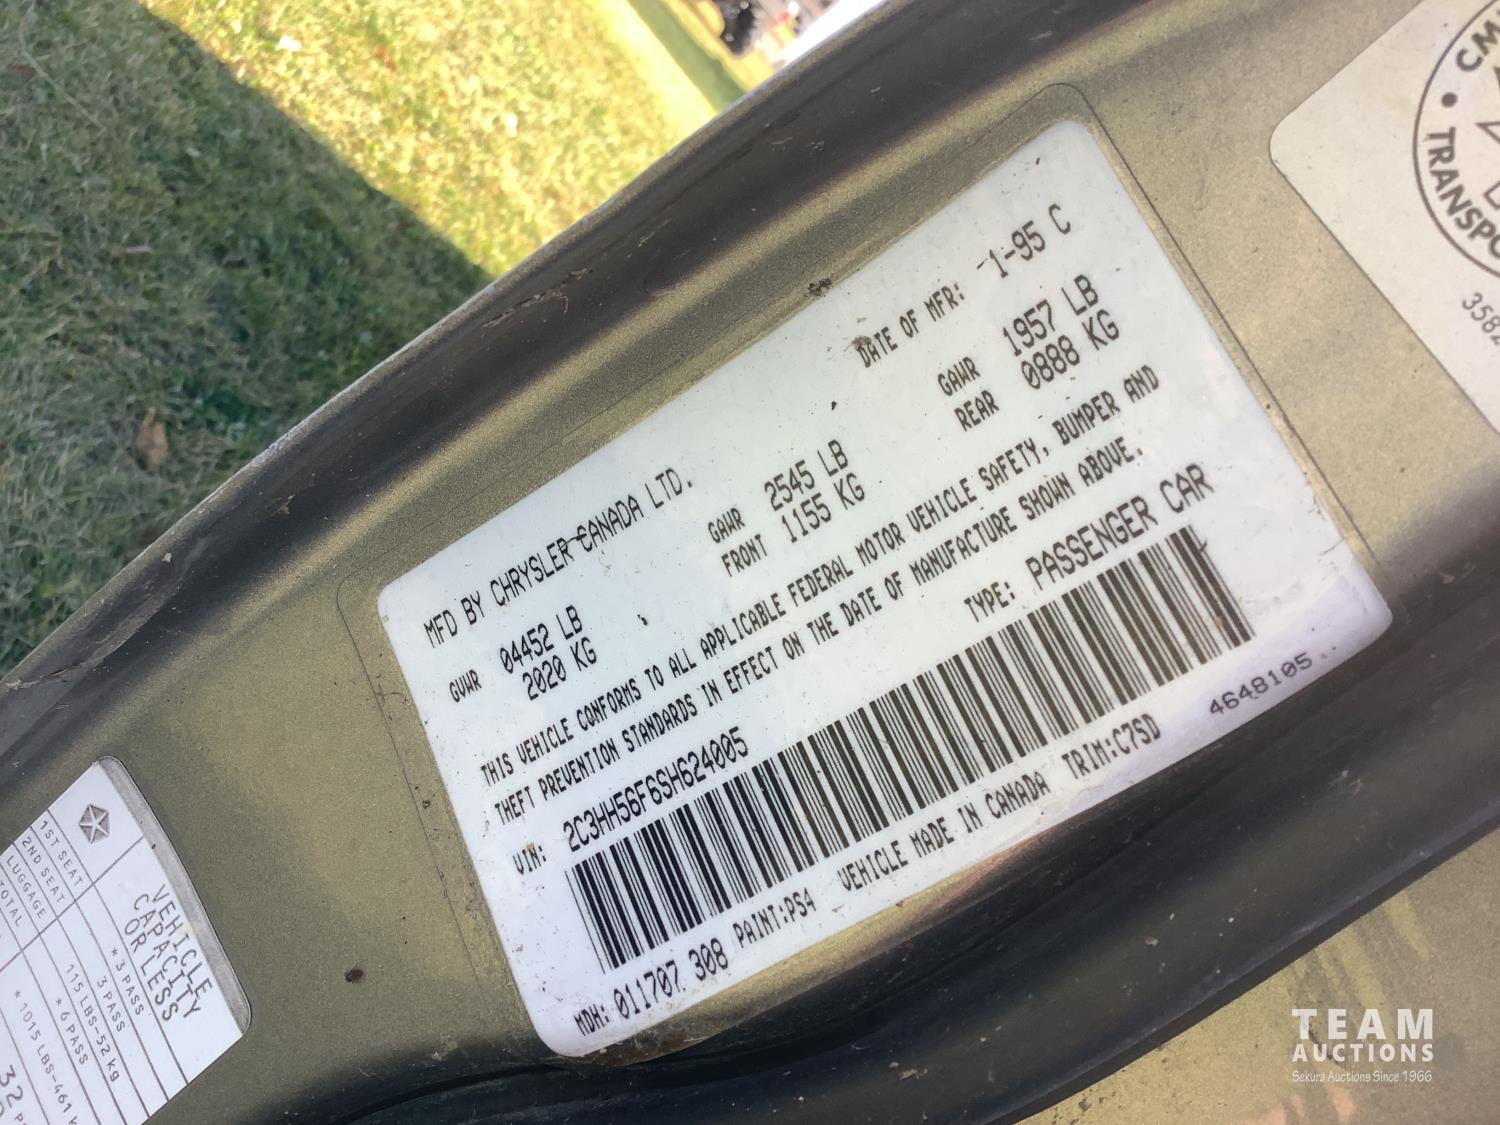 MFD BY CHRYSLER CANADA LTD.
DATE OF MFR: 1-95 C
GVWR 04452 LB
2020 KG
GAWR FRONT 2545 LB
1155 KG
GAWR REAR 1957 LB
0888 KG
THIS VEHICLE CONFORMS TO ALL APPLICABLE FEDERAL MOTOR VEHICLE SAFETY, BUMPER AND
THEFT PREVENTION STANDARDS IN EFFECT ON THE DATE OF MANUFACTURE SHOWN ABOVE.
VIN: 2C3HH56F6SH624005
TYPE: PASSENGER CAR
MDH: 011707 308 PAINT:PS4 VEHICLE MADE IN CANADA TRIM:C7SD
4648105
VEHICLE
CAPACITY
OR LESS
1ST SEAT *3 PASS
2ND SEAT 3 PASS
LUGGAGE 115 LBS-52 kg
TOTAL *6 PASS
*1015 LBS-461 k
32
TRANSPO
3582
TEAM
AUCTIONS
Sekura Auctions Since 1966